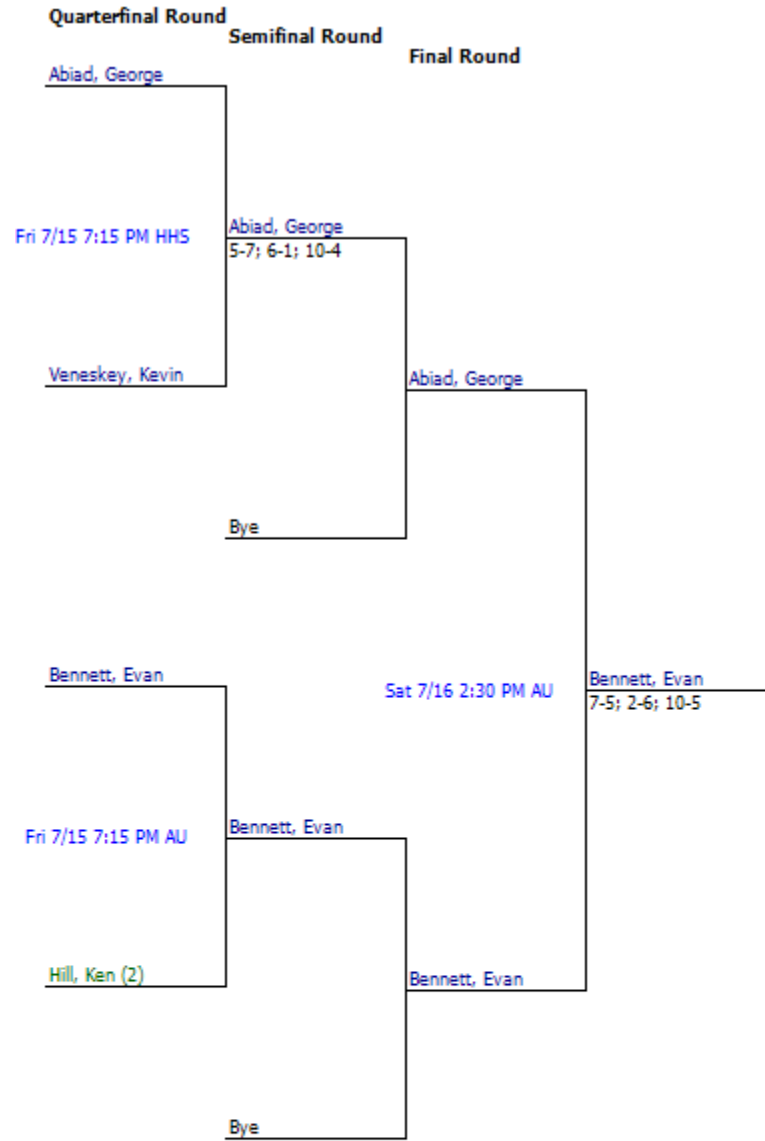 Quarterfinal Round
Semifinal Round
Final Round
Abiad, George
Fri 7/15 7:15 PM HHS
Abiad, George
5-7; 6-1; 10-4
Veneskey, Kevin
Abiad, George
Bye
Bennett, Evan
Sat 7/16 2:30 PM AU
Bennett, Evan
7-5; 2-6; 10-5
Fri 7/15 7:15 PM AU
Bennett, Evan
Hill, Ken (2)
Bennett, Evan
Bye